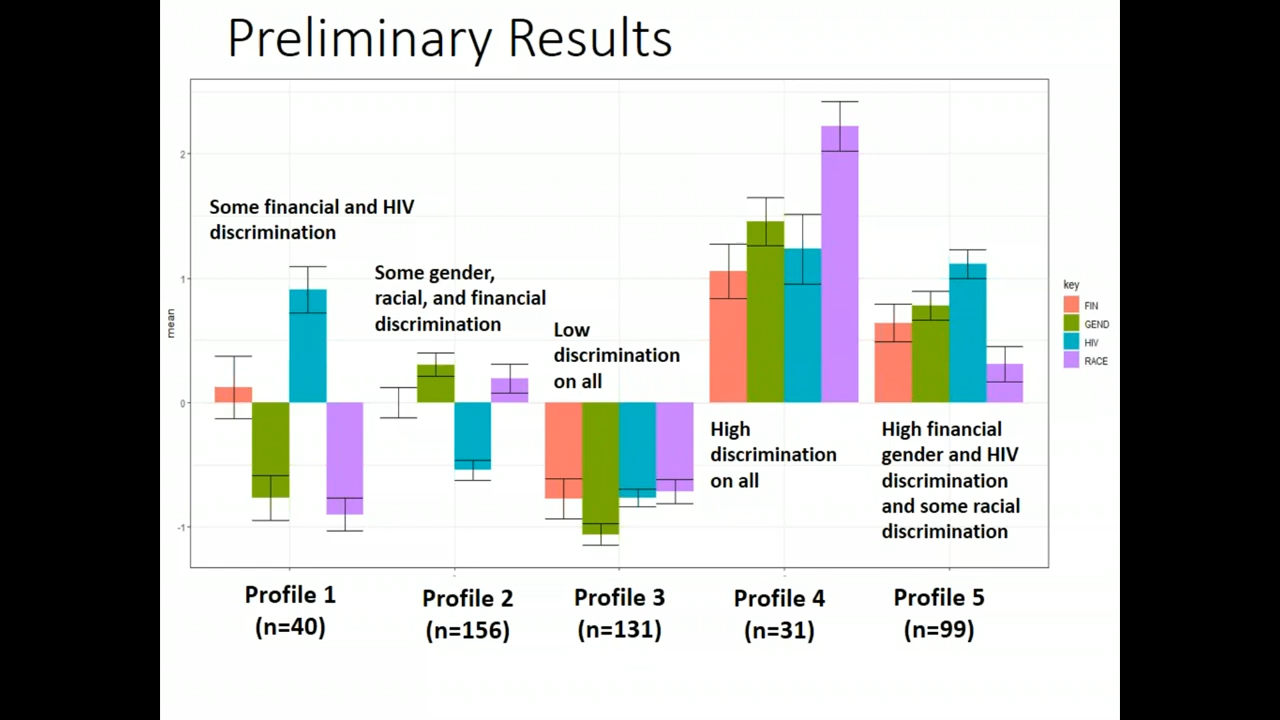 Preliminary Results
Some financial and HIV
discrimination
Some gender,
racial, and financial
discrimination
Low
discrimination
on all
High
discrimination
on all
High financial
gender and HIV
discrimination
and some racial
discrimination
mean
2
1
0
-1
key
FIN
GEND
HIV
RACE
Profile 1
(n=40)
Profile 2
(n=156)
Profile 3
(n=131)
Profile 4
(n=31)
Profile 5
(n=99)